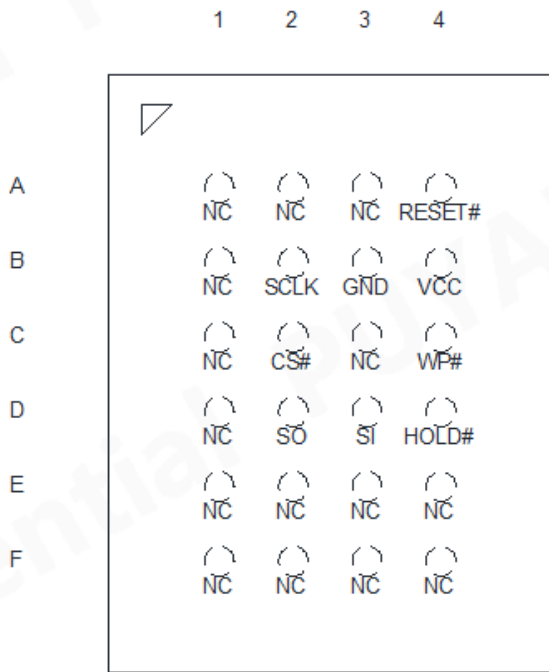 1 2 3 4
A
NC NC NC RESET#
B
NC SCLK GND VCC
C
NC CS# NC WP#
D
NC SO SI HOLD#
E
NC NC NC NC
F
NC NC NC NC